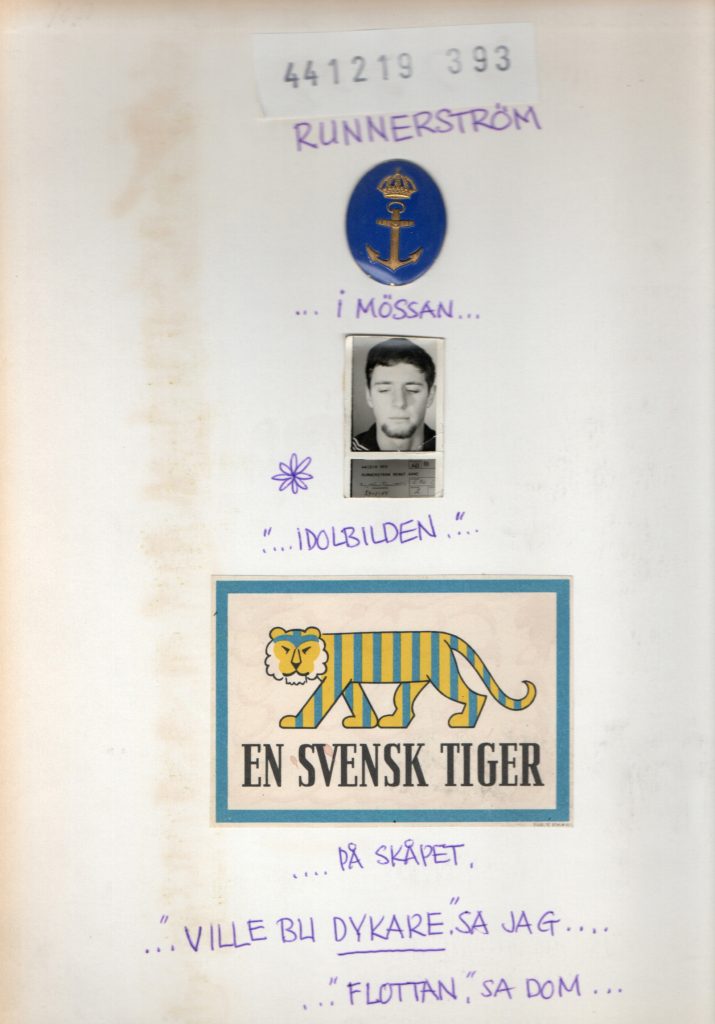 441219 393
RUNNERSTRÖM
... i MÖSSAN...
"....iDOLBILDEN."...
EN SVENSK TIGER
.... PÅ SKÅPET.
...". VILLE BLI DYKARE." SA JAG....
..." FLOTTAN." SA DOM...